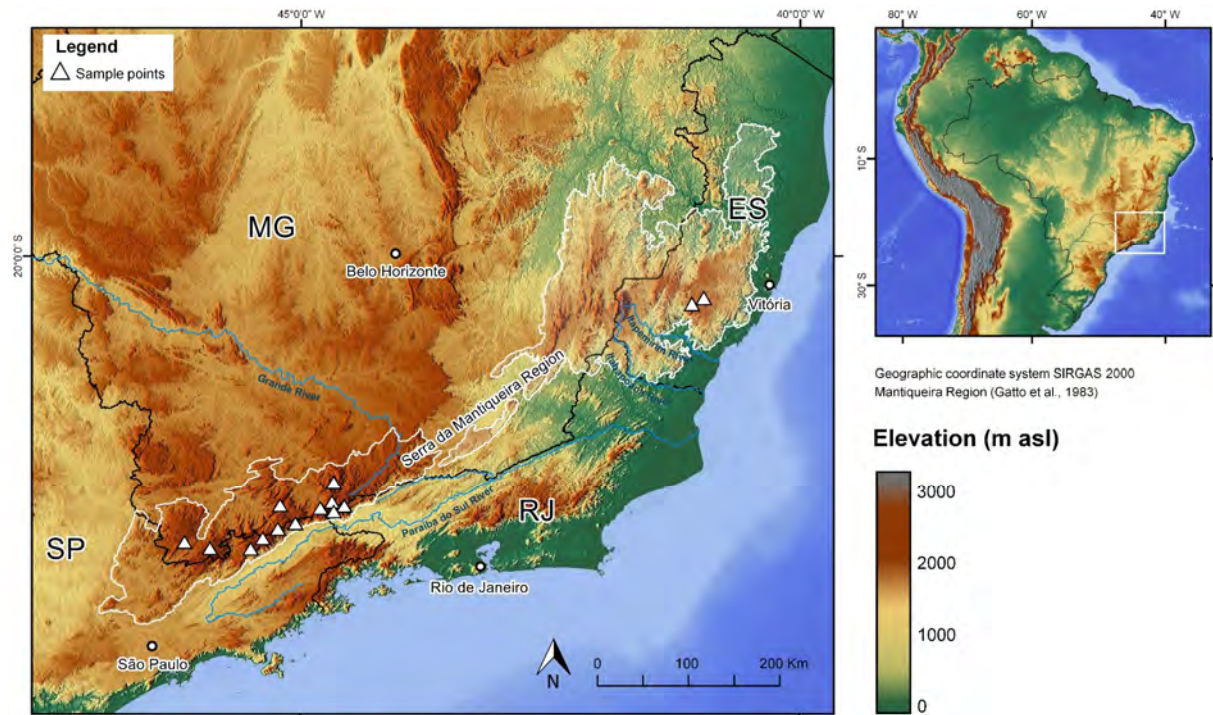 45°0'0"W
40°0'0"W
Legend
Sample points
20°0'0"S
MG
ES
Belo Horizonte
Vitória
Itapemirim River
Grande River
Serra da Mantiqueira Region
Paraíba do Sul River
RJ
SP
Rio de Janeiro
São Paulo
N
0 100 200 Km
80°W 60°W 40°W
10°S
30°S
Geographic coordinate system SIRGAS 2000
Mantiqueira Region (Gatto et al., 1983)
Elevation (m asl)
3000
2000
1000
0